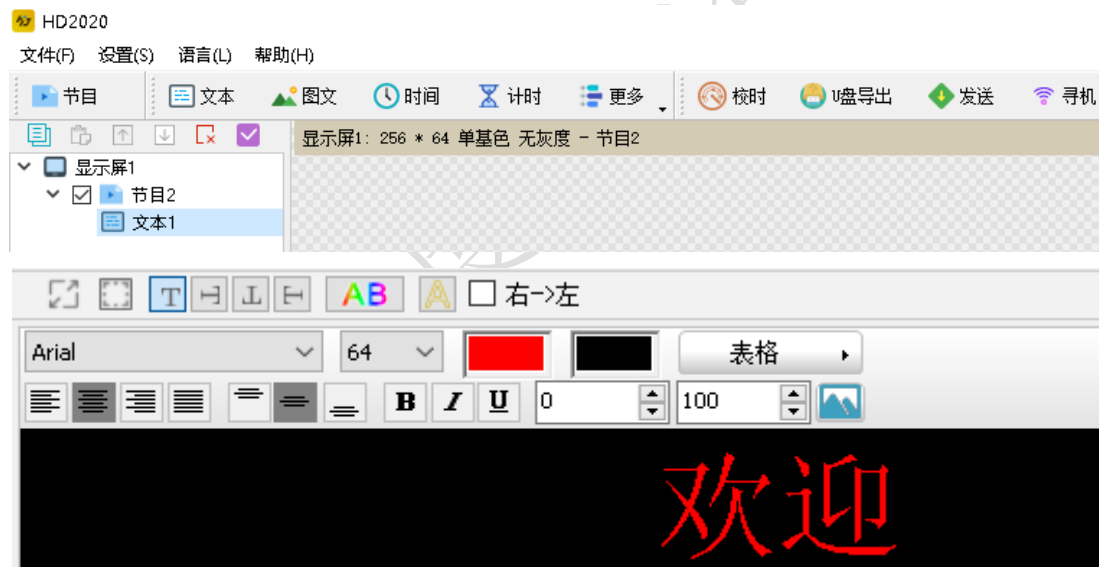 HD2020
文件(F) 设置(S) 语言(L) 帮助(H)
节目 文本 图文 时间 计时 更多 校时 U盘导出 发送 寻机
显示屏1: 256 * 64 单基色 无灰度 - 节目2
显示屏1
节目2
文本1
T T T T AB A 右->左
Arial 64 表格
B I U 0 100
欢迎